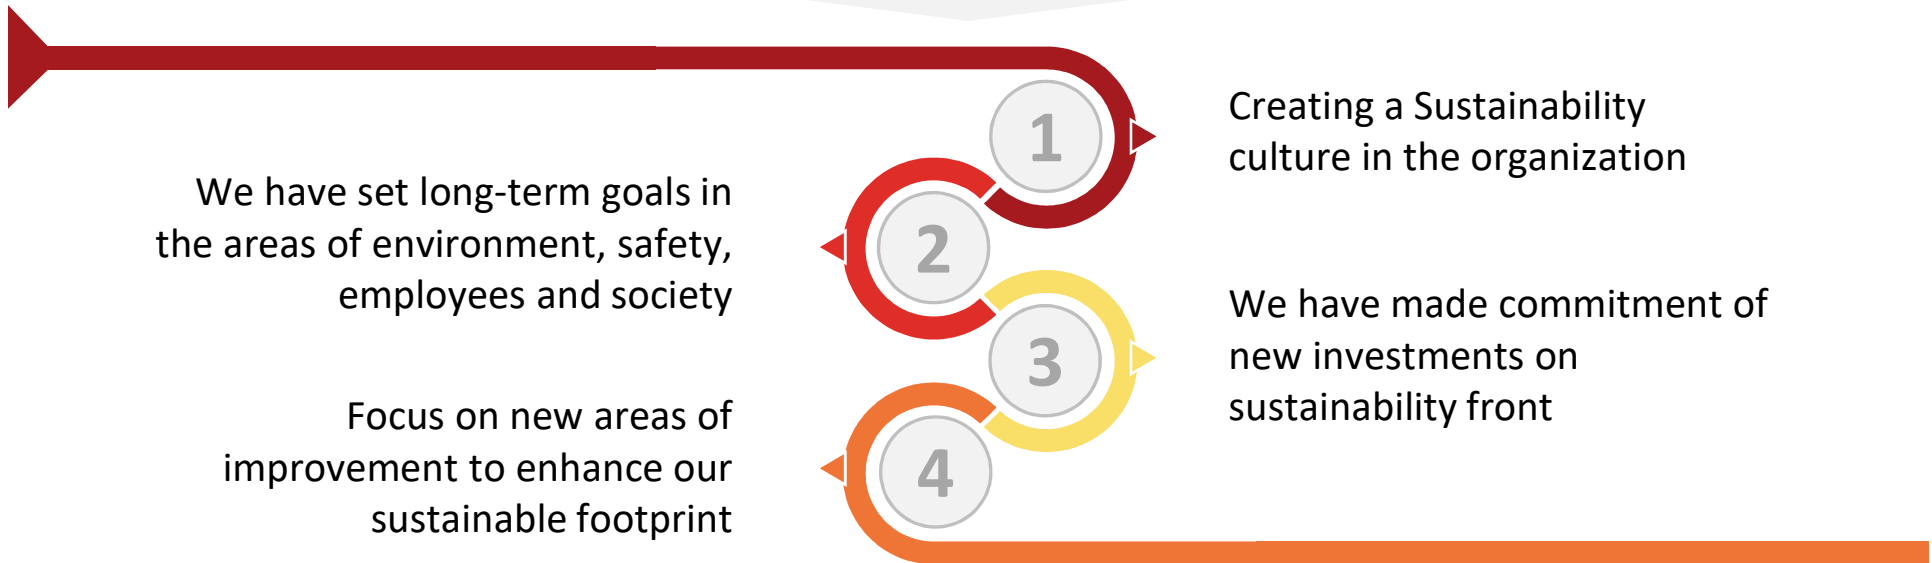 1
Creating a Sustainability
culture in the organization
We have set long-term goals in
the areas of environment, safety,
employees and society
2
3
We have made commitment of
new investments on
sustainability front
Focus on new areas of
improvement to enhance our
sustainable footprint
4